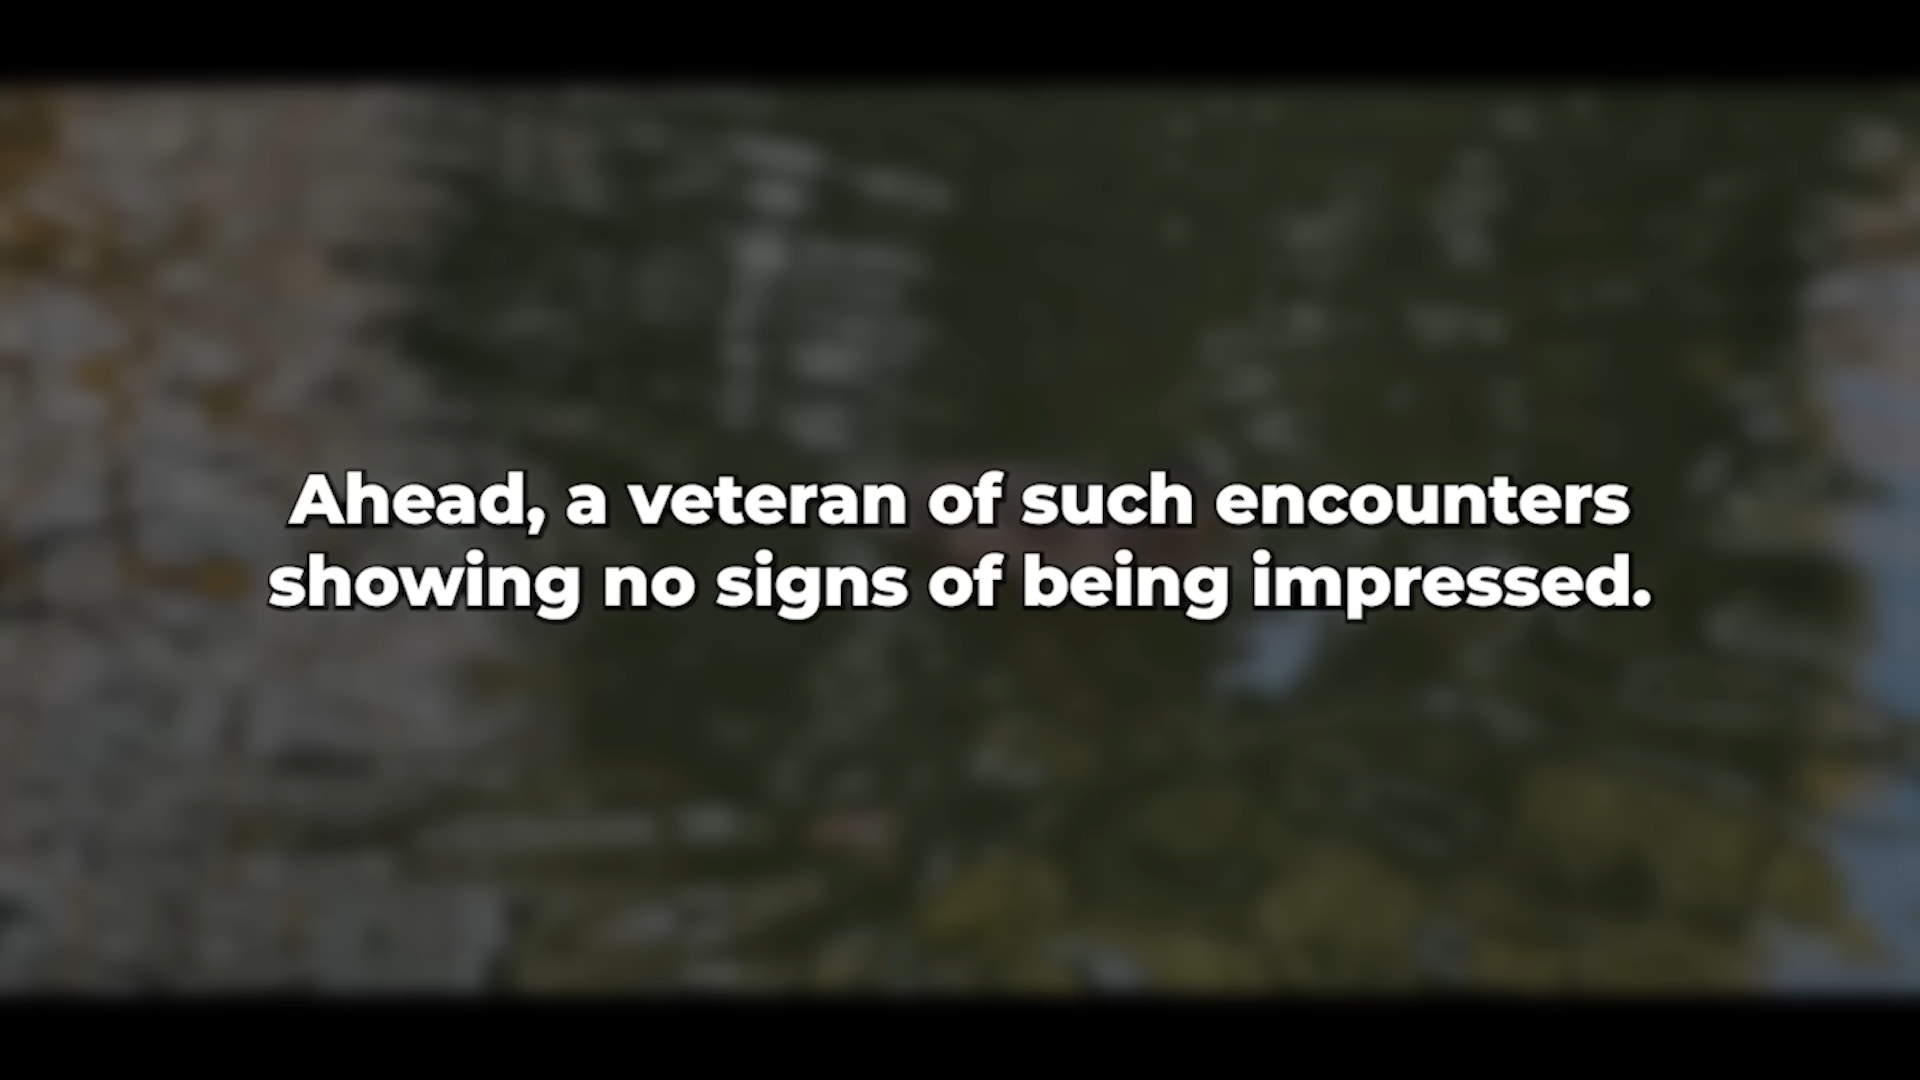 Ahead, a veteran of such encounters
showing no signs of being impressed.